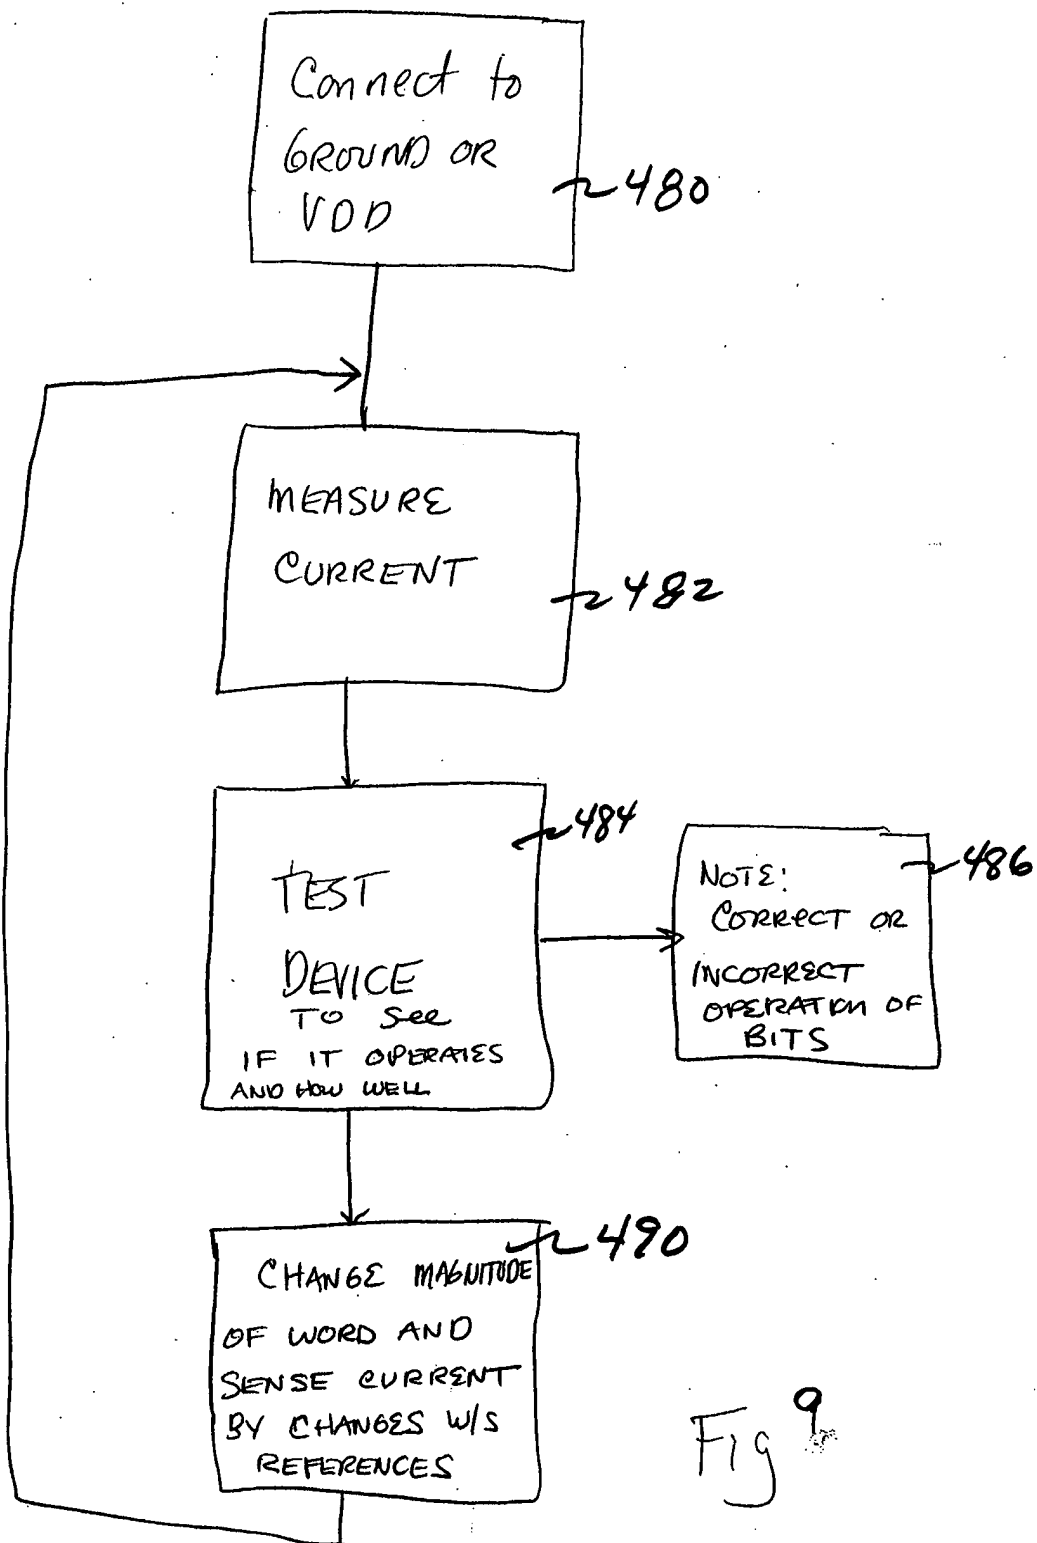 Connect to
GROUND OR
VDD
480
MEASURE
CURRENT
482
484
TEST
DEVICE
TO See
IF IT OPERATES
AND HOW WELL
486
NOTE:
CORRECT OR
INCORRECT
OPERATION OF
BITS
490
CHANGE MAGNITUDE
OF WORD AND
SENSE CURRENT
BY CHANGES W/S
REFERENCES
Fig 9